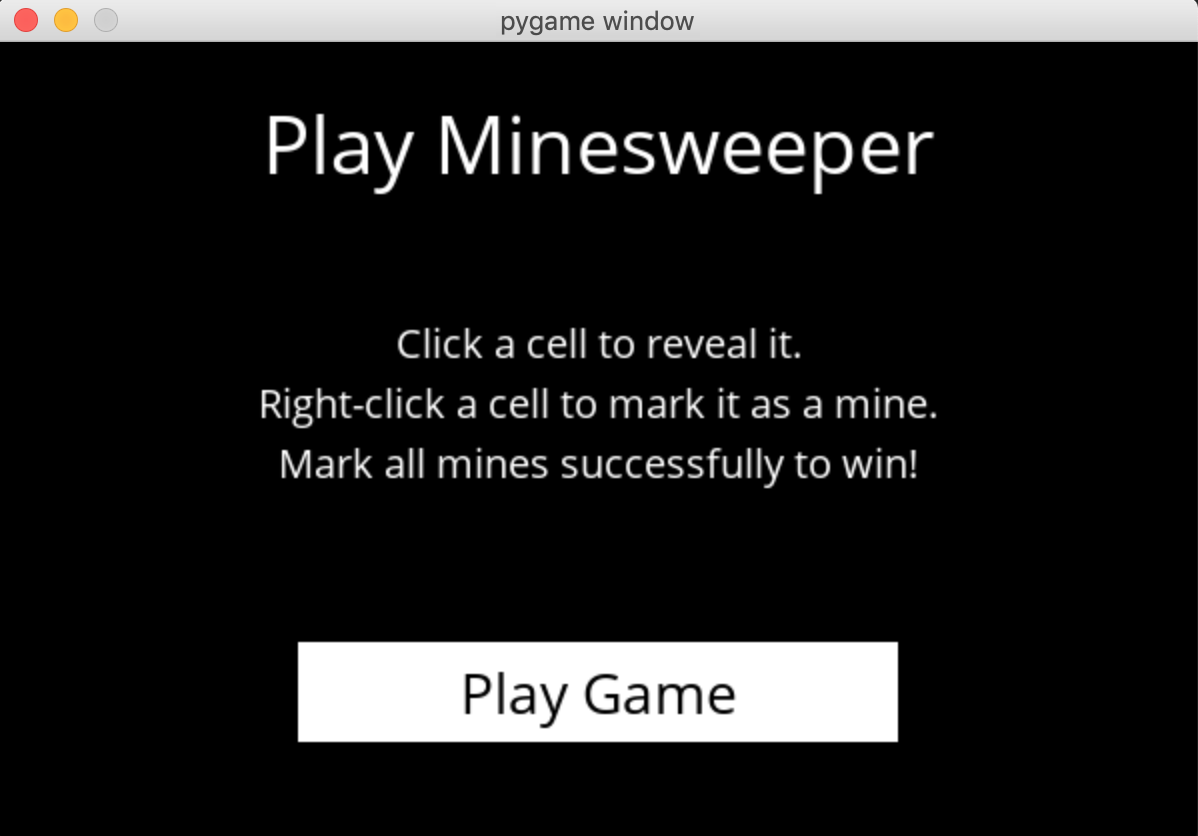 pygame window
Play Minesweeper
Click a cell to reveal it.
Right-click a cell to mark it as a mine.
Mark all mines successfully to win!
Play Game